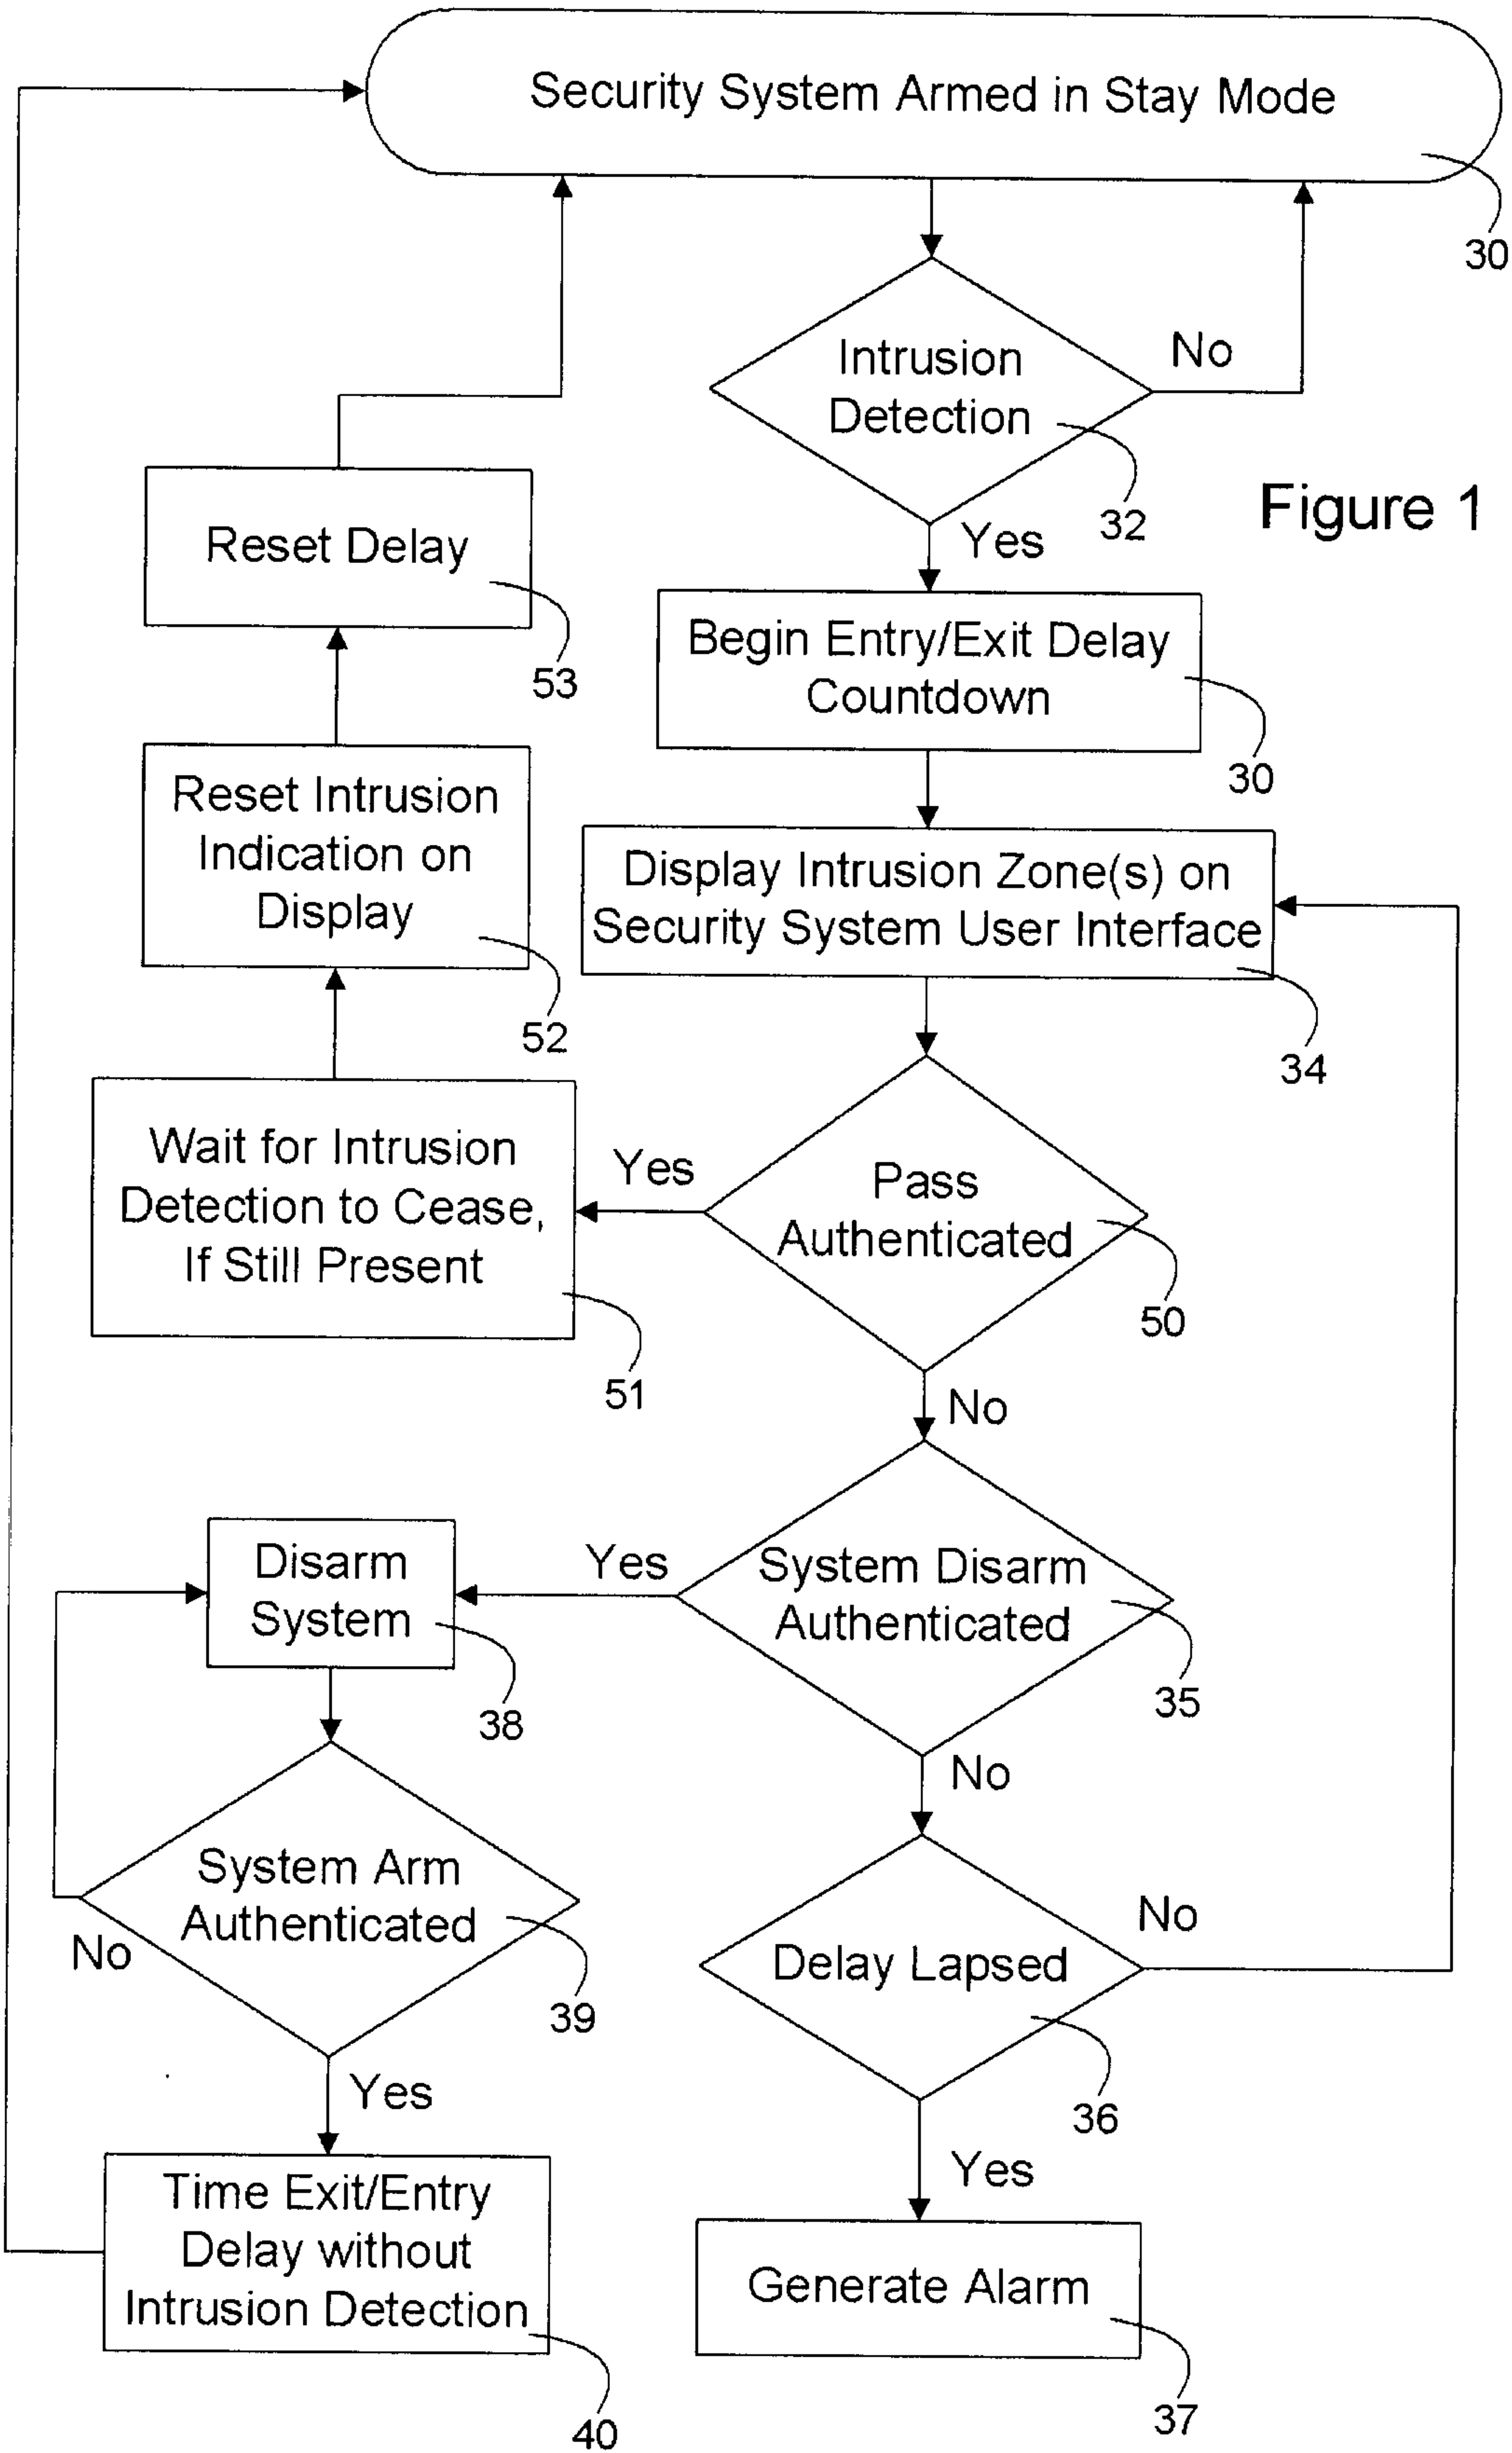 Security System Armed in Stay Mode
30
Intrusion
Detection
No
32
Figure 1
Yes
Reset Delay
53
Begin Entry/Exit Delay
Countdown
30
Reset Intrusion
Indication on
Display
52
Display Intrusion Zone(s) on
Security System User Interface
34
Wait for Intrusion
Detection to Cease,
If Still Present
51
Yes
Pass
Authenticated
50
No
Disarm
System
38
Yes
System Disarm
Authenticated
35
No
System Arm
Authenticated
No
39
Delay Lapsed
No
36
Yes
Yes
Time Exit/Entry
Delay without
Intrusion Detection
40
Generate Alarm
37